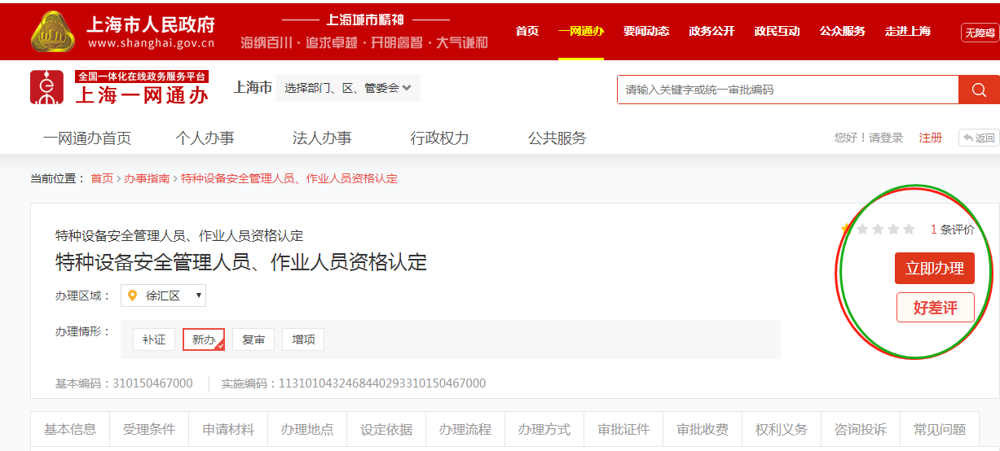 上海市人民政府
www.shanghai.gov.cn
上海城市精神
海纳百川·追求卓越·开明睿智·大气谦和
首页 一网通办 要闻动态 政务公开 政民互动 公众服务 走进上海 无障碍
全国一体化在线政务服务平台
上海一网通办
上海市 选择部门、区、管委会
请输入关键字或统一审批编码
一网通办首页 个人办事 法人办事 行政权力 公共服务 您好！请登录 注册 返回
当前位置： 首页 > 办事指南 > 特种设备安全管理人员、作业人员资格认定
特种设备安全管理人员、作业人员资格认定
1 条评价
特种设备安全管理人员、作业人员资格认定
立即办理
办理区域： 徐汇区
好差评
办理情形： 补证 新办 复审 增项
基本编码：310150467000 实施编码：1131010432468440293310150467000
基本信息 受理条件 申请材料 办理地点 设定依据 办理流程 办理方式 审批证件 审批收费 权利义务 咨询投诉 常见问题